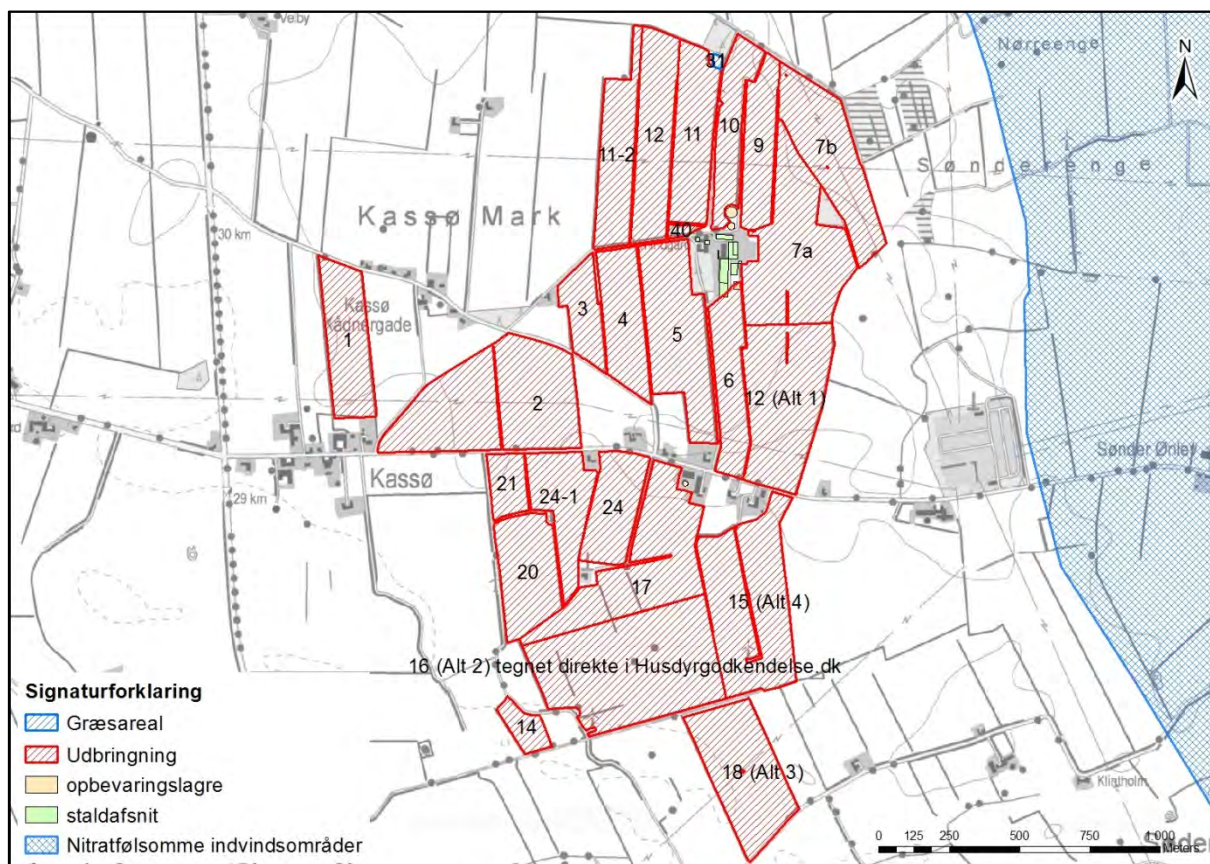 Velby
Nørreenge
N
31
11-2
12
11
10
9
7b
Sønderenge
Kassø Mark
30 km
40
7a
Kassø
Kådnergade
1
3
4
5
6
12 (Alt 1)
2
Kassø
Sønder Ønlev
29 km
21
24-1
24
20
17
15 (Alt 4)
16 (Alt 2) tegnet direkte i Husdyrgodkendelse.dk
14
18 (Alt 3)
Klintholm
Signaturforklaring
Græsareal
Udbringning
opbevaringslagre
staldafsnit
Nitratfølsomme indvindsområder
0 125 250 500 750 1.000
Meters
Sønder